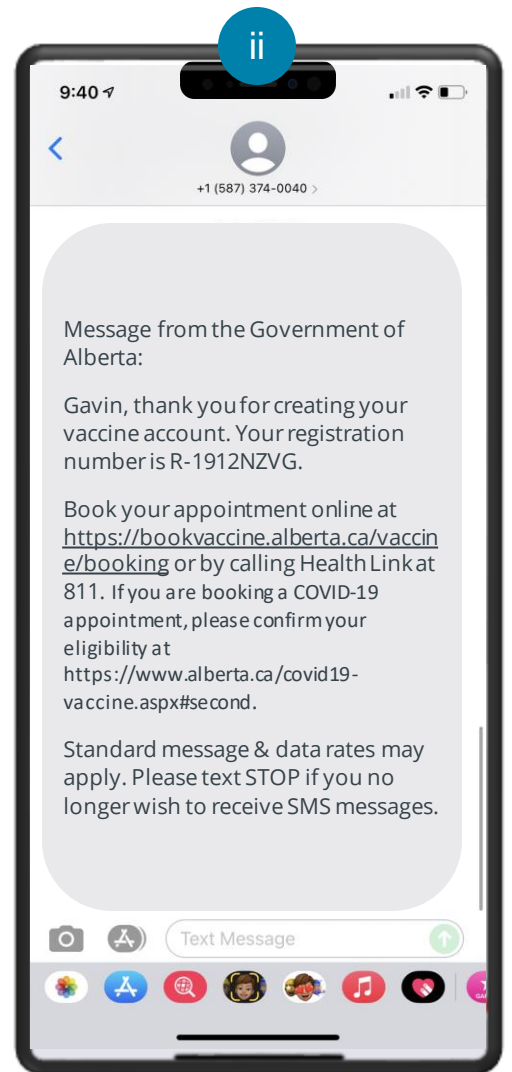 ii
9:40
+1 (587) 374-0040 >
Message from the Government of
Alberta:
Gavin, thank you for creating your
vaccine account. Your registration
number is R-1912NZVG.
Book your appointment online at
https://bookvaccine.alberta.ca/vaccin
e/booking or by calling Health Link at
811. If you are booking a COVID-19
appointment, please confirm your
eligibility at
https://www.alberta.ca/covid19-
vaccine.aspx#second.
Standard message & data rates may
apply. Please text STOP if you no
longer wish to receive SMS messages.
Text Message